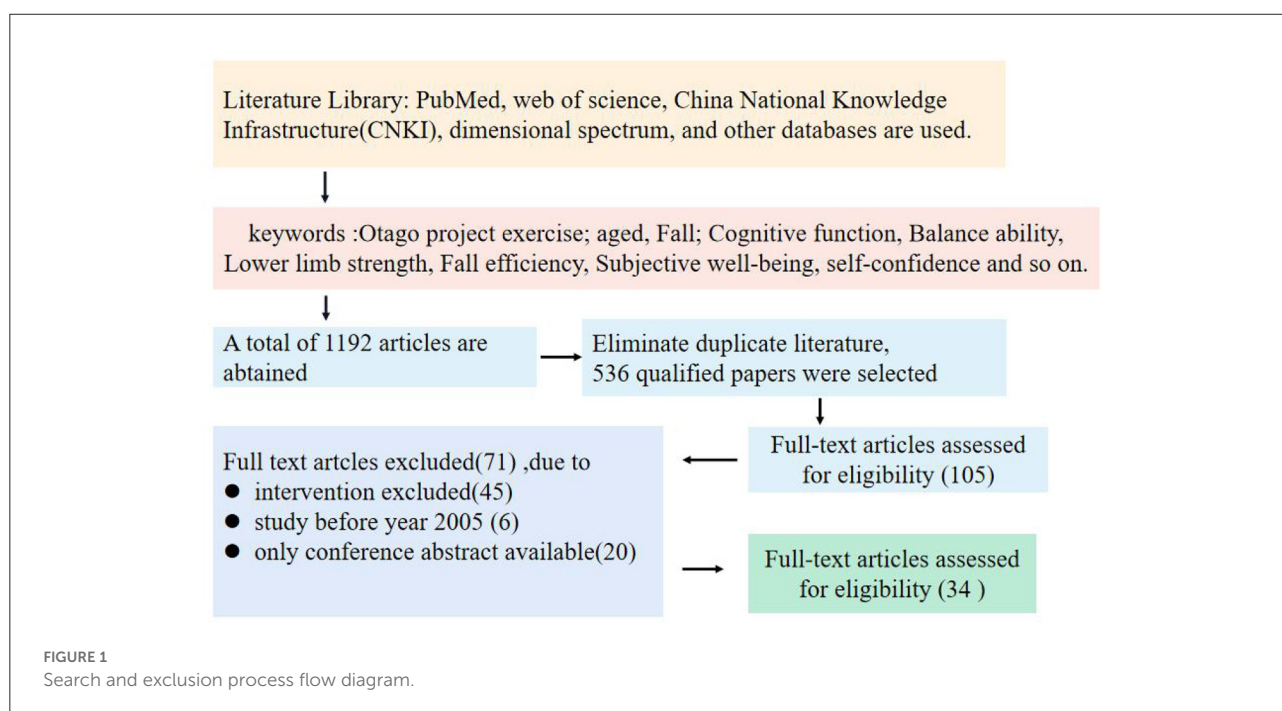 Literature Library: PubMed, web of science, China National Knowledge
Infrastructure(CNKI), dimensional spectrum, and other databases are used.
keywords :Otago project exercise; aged, Fall; Cognitive function, Balance ability,
Lower limb strength, Fall efficiency, Subjective well-being, self-confidence and so on.
A total of 1192 articles are
abtained
Eliminate duplicate literature,
536 qualified papers were selected
Full-text articles assessed
for eligibility (105)
Full text artcles excluded(71) ,due to
● intervention excluded(45)
● study before year 2005 (6)
● only conference abstract available(20)
Full-text articles assessed
for eligibility (34 )
FIGURE 1
Search and exclusion process flow diagram.